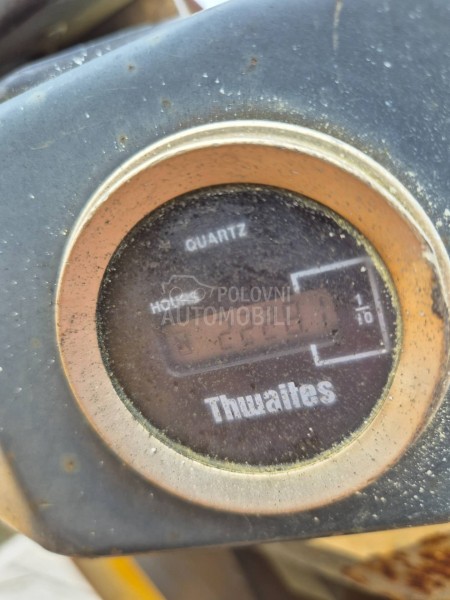 QUARTZ
HOURS
POLOVNI
AUTOMOBILI
1/10
Thwaites